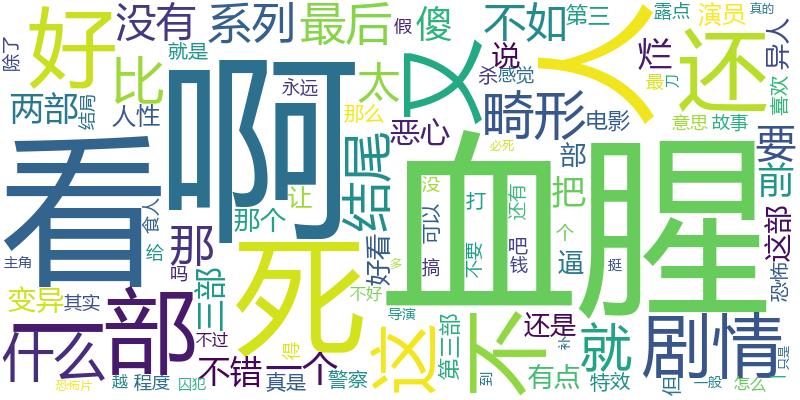 没有
系列
最后
假
傻
不如
第三
露点
演员
真的
除了
好
比
就是
啊
永远
太
又
说
杀
感觉
人
烂
最
刀
还
喜欢
异人
两部
结局
人性
那么
恶心
畸形
电影
意思
故事
要
看
食人
给
那
那个
让
结尾
血腥
没
可以
打
还有
必死
部
把
个
前
这部
恐怖
主角
吗
好看
多
搞
不要
吧
钱
逼
挺
变异
其实
部
三部
死
不好
导演
还是
不
就
剧情
什么
一
不过
不错
一个
得
真是
这
第三部
到
补
有点
特效
但
怎么
只是
恐怖片
越
程度
囚犯
警察
一般